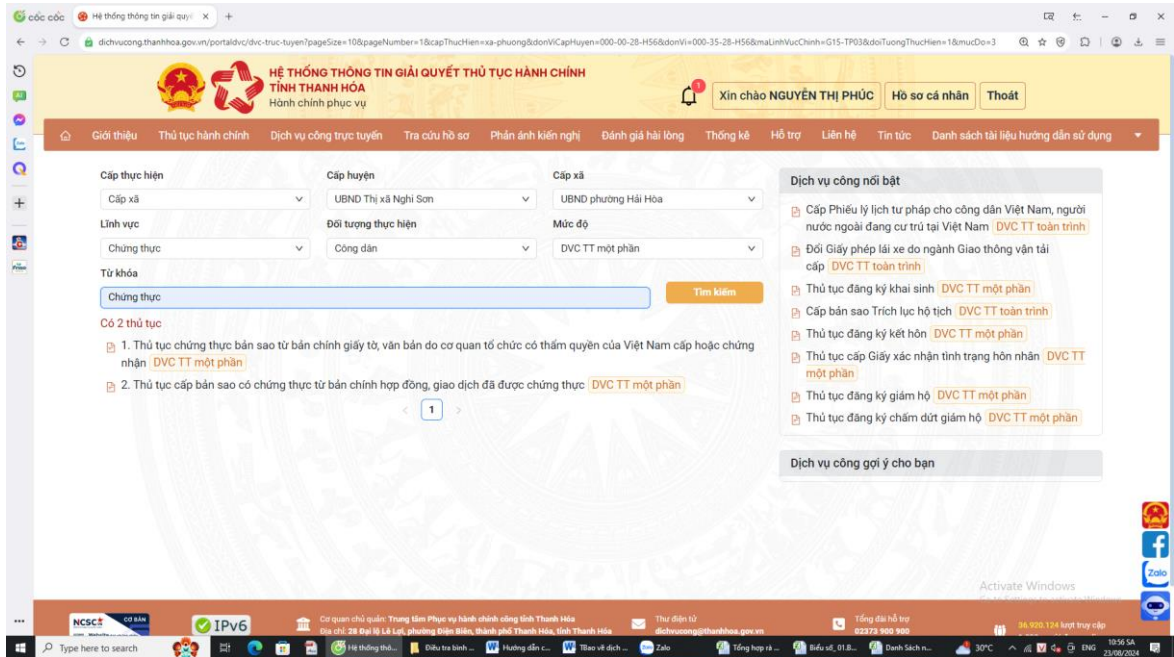 cốc cốc
Hệ thống thông tin giải quyế
dichvucong.thanhhoa.gov.vn/portaldvc/dvc-truc-tuyen?pageSize=10&pageNumber=1&capThucHien=xa-phuong&donViCapHuyen=000-00-28-H56&donVi=000-35-28-H56&maLinhVucChinh=G15-TP03&doiTuongThucHien=1&mucDo=3
HỆ THỐNG THÔNG TIN GIẢI QUYẾT THỦ TỤC HÀNH CHÍNH
TỈNH THANH HÓA
Hành chính phục vụ
1
Xin chào NGUYỄN THỊ PHÚC
Hồ sơ cá nhân
Thoát
Giới thiệu Thủ tục hành chính Dịch vụ công trực tuyến Tra cứu hồ sơ Phản ánh kiến nghị Đánh giá hài lòng Thống kê Hỗ trợ Liên hệ Tin tức Danh sách tài liệu hướng dẫn sử dụng
Cấp thực hiện Cấp huyện Cấp xã
Cấp xã UBND Thị xã Nghi Sơn UBND phường Hải Hòa
Lĩnh vực Đối tượng thực hiện Mức độ
Chứng thực Công dân DVC TT một phần
Từ khóa
Chứng thực
Tìm kiếm
Có 2 thủ tục
1. Thủ tục chứng thực bản sao từ bản chính giấy tờ, văn bản do cơ quan tổ chức có thẩm quyền của Việt Nam cấp hoặc chứng
nhận DVC TT một phần
2. Thủ tục cấp bản sao có chứng thực từ bản chính hợp đồng, giao dịch đã được chứng thực DVC TT một phần
1
Dịch vụ công nổi bật
Cấp Phiếu lý lịch tư pháp cho công dân Việt Nam, người
nước ngoài đang cư trú tại Việt Nam DVC TT toàn trình
Đổi Giấy phép lái xe do ngành Giao thông vận tải
cấp DVC TT toàn trình
Thủ tục đăng ký khai sinh DVC TT một phần
Cấp bản sao Trích lục hộ tịch DVC TT toàn trình
Thủ tục đăng ký kết hôn DVC TT một phần
Thủ tục cấp Giấy xác nhận tình trạng hôn nhân DVC TT
một phần
Thủ tục đăng ký giám hộ DVC TT một phần
Thủ tục đăng ký chấm dứt giám hộ DVC TT một phần
Dịch vụ công gợi ý cho bạn
Zalo
Activate Windows
NCSC CƠ BẢN
IPv6
Cơ quan chủ quản: Trung tâm Phục vụ hành chính công tỉnh Thanh Hóa
Địa chỉ: 28 Đại lộ Lê Lợi, phường Điện Biên, thành phố Thanh Hóa, tỉnh Thanh Hóa
Thư điện tử
dichvucong@thanhhoa.gov.vn
Tổng đài hỗ trợ
02373 900 900
36.920.124 lượt truy cập
Type here to search
Hệ thống thô... Điều tra bình ... Hướng dẫn c... TBao về dịch ... Zalo Tổng hợp rà ... Biểu số_ 01.B... Danh Sách n...
30°C ENG 10:56 SA
23/08/2024